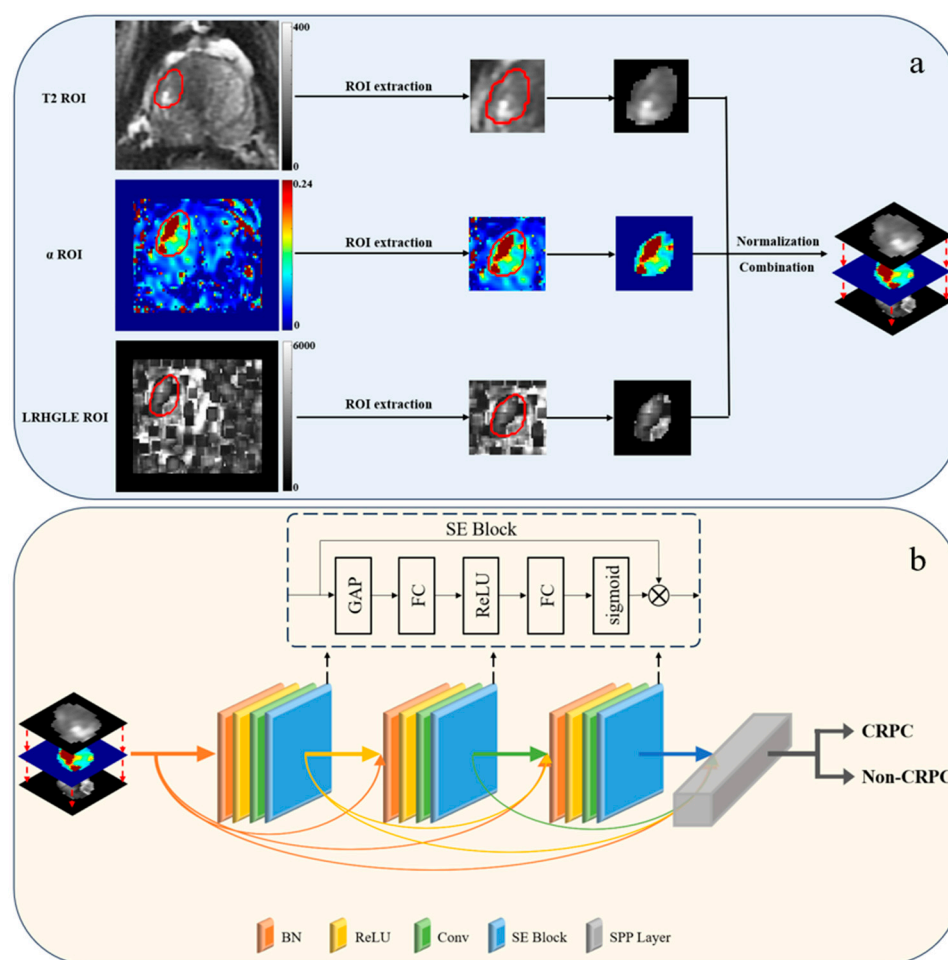 a
400
T2 ROI
ROI extraction
0
0.24
α ROI
ROI extraction
Normalization
Combination
0
6000
LRHGLE ROI
ROI extraction
0
b
SE Block
GAP
FC
ReLU
FC
sigmoid
CRPC
Non-CRPC
BN
ReLU
Conv
SE Block
SPP Layer